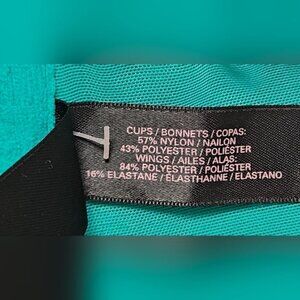 CUPS / BONNETS / COPAS:
57% NYLON / NAILON
43% POLYESTER / POLIÉSTER
WINGS / AILES / ALAS:
84% POLYESTER / POLIÉSTER
16% ELASTANE / ÉLASTHANNE / ELASTANO